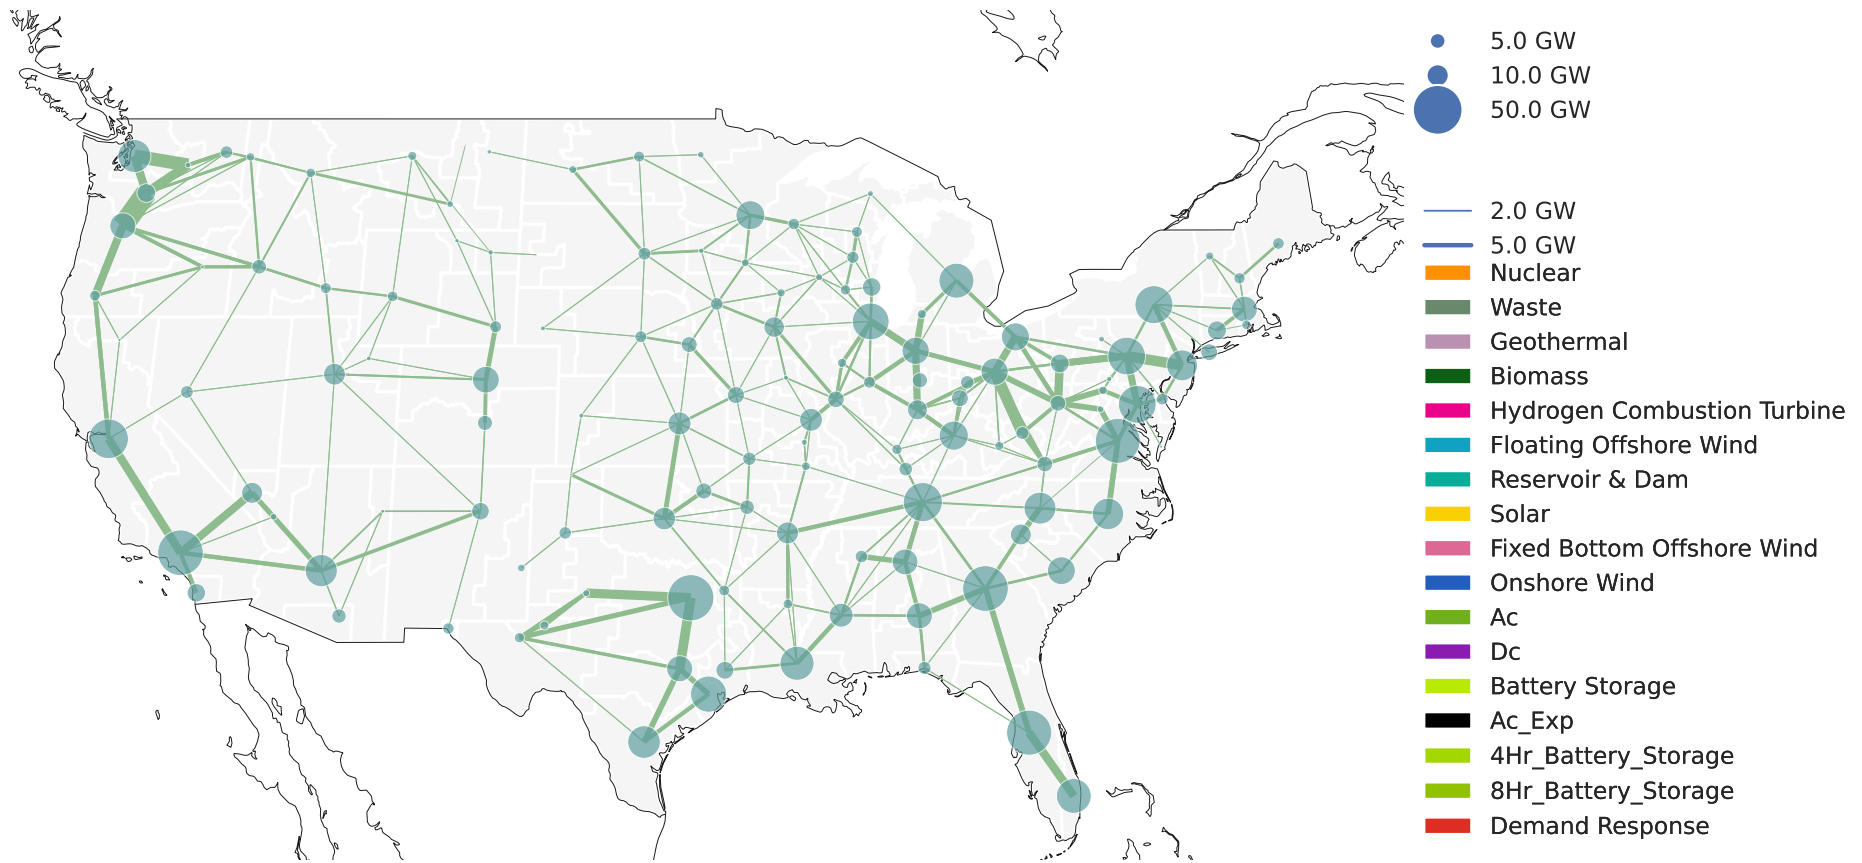 5.0 GW
10.0 GW
50.0 GW
2.0 GW
5.0 GW
Nuclear
Waste
Geothermal
Biomass
Hydrogen Combustion Turbine
Floating Offshore Wind
Reservoir & Dam
Solar
Fixed Bottom Offshore Wind
Onshore Wind
Ac
Dc
Battery Storage
Ac_Exp
4Hr_Battery_Storage
8Hr_Battery_Storage
Demand Response